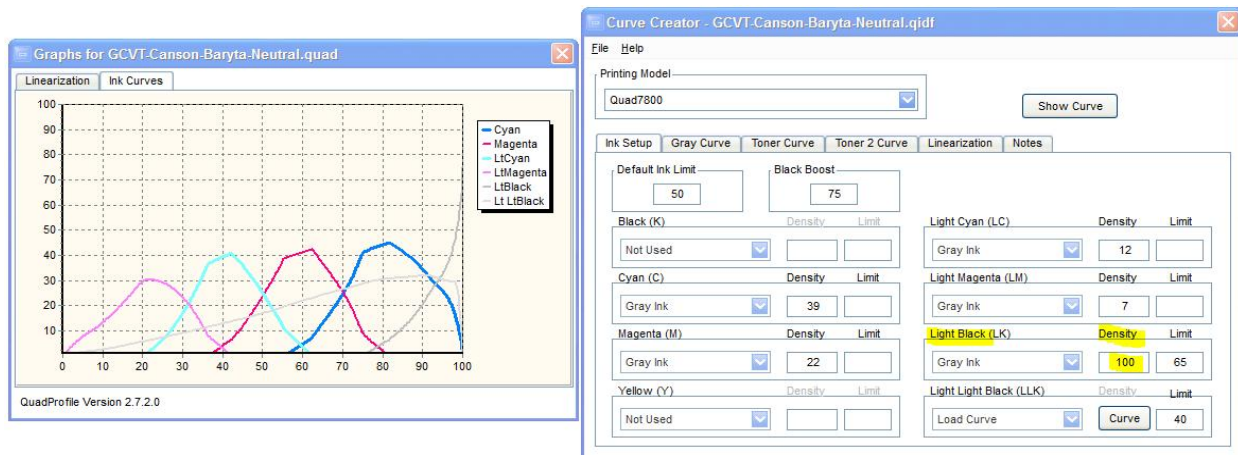 Graphs for GCVT-Canson-Baryta-Neutral.quad
Linearization Ink Curves
100
90
80
70
60
50
40
30
20
10
0 10 20 30 40 50 60 70 80 90 100
Cyan
Magenta
LtCyan
LtMagenta
LtBlack
Lt LtBlack
QuadProfile Version 2.7.2.0
Curve Creator - GCVT-Canson-Baryta-Neutral.qidf
File Help
Printing Model
Quad7800
Show Curve
Ink Setup Gray Curve Toner Curve Toner 2 Curve Linearization Notes
Default Ink Limit Black Boost
50 75
Black (K) Density Limit Light Cyan (LC) Density Limit
Not Used Gray Ink 12
Cyan (C) Density Limit Light Magenta (LM) Density Limit
Gray Ink 39 Gray Ink 7
Magenta (M) Density Limit Light Black (LK) Density Limit
Gray Ink 22 Gray Ink 100 65
Yellow (Y) Density Limit Light Light Black (LLK) Density Limit
Not Used Load Curve Curve 40